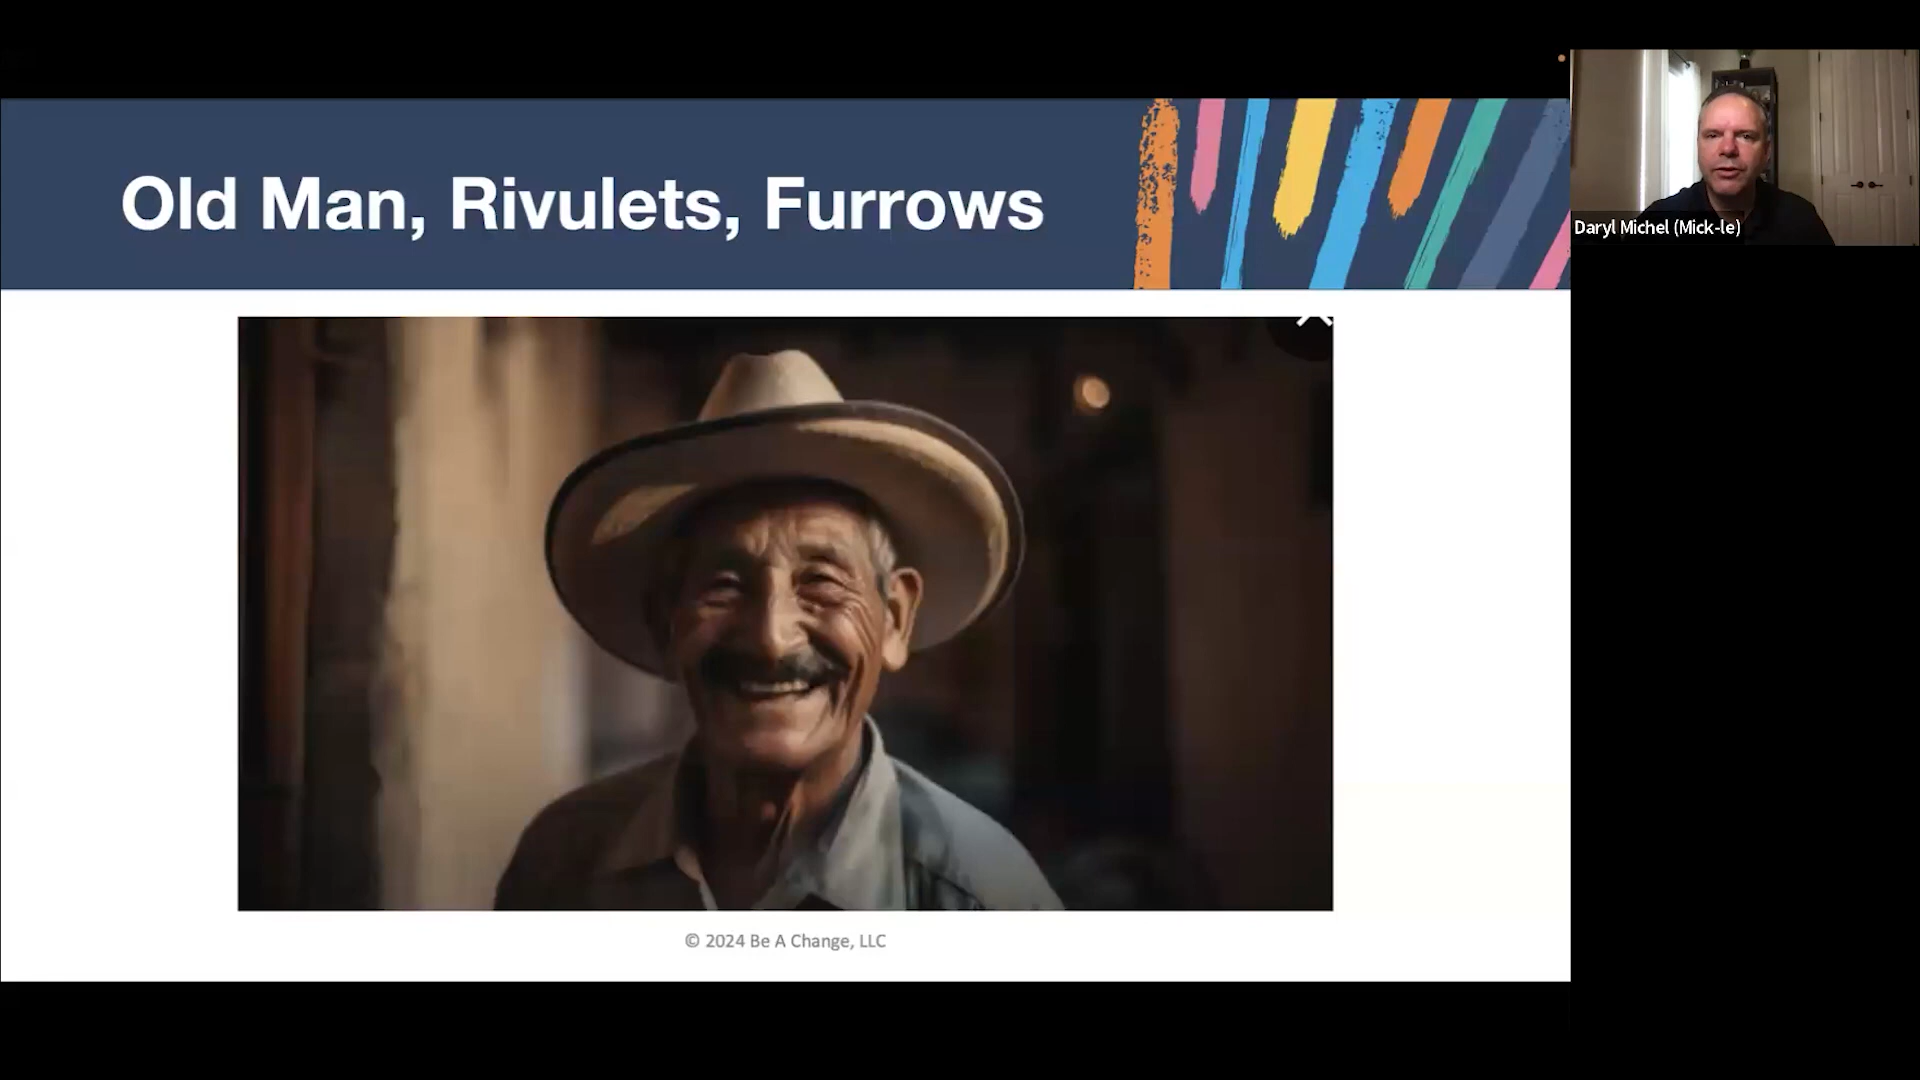 Old Man, Rivulets, Furrows
Daryl Michel (Mick-le)
© 2024 Be A Change, LLC